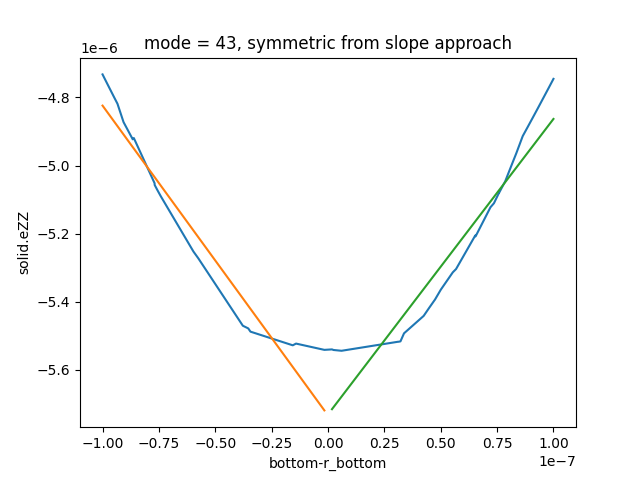 mode = 43, symmetric from slope approach
1e−6
−4.8
−5.0
−5.2
−5.4
−5.6
solid.eZZ
−1.00 −0.75 −0.50 −0.25 0.00 0.25 0.50 0.75 1.00
bottom-r_bottom
1e−7